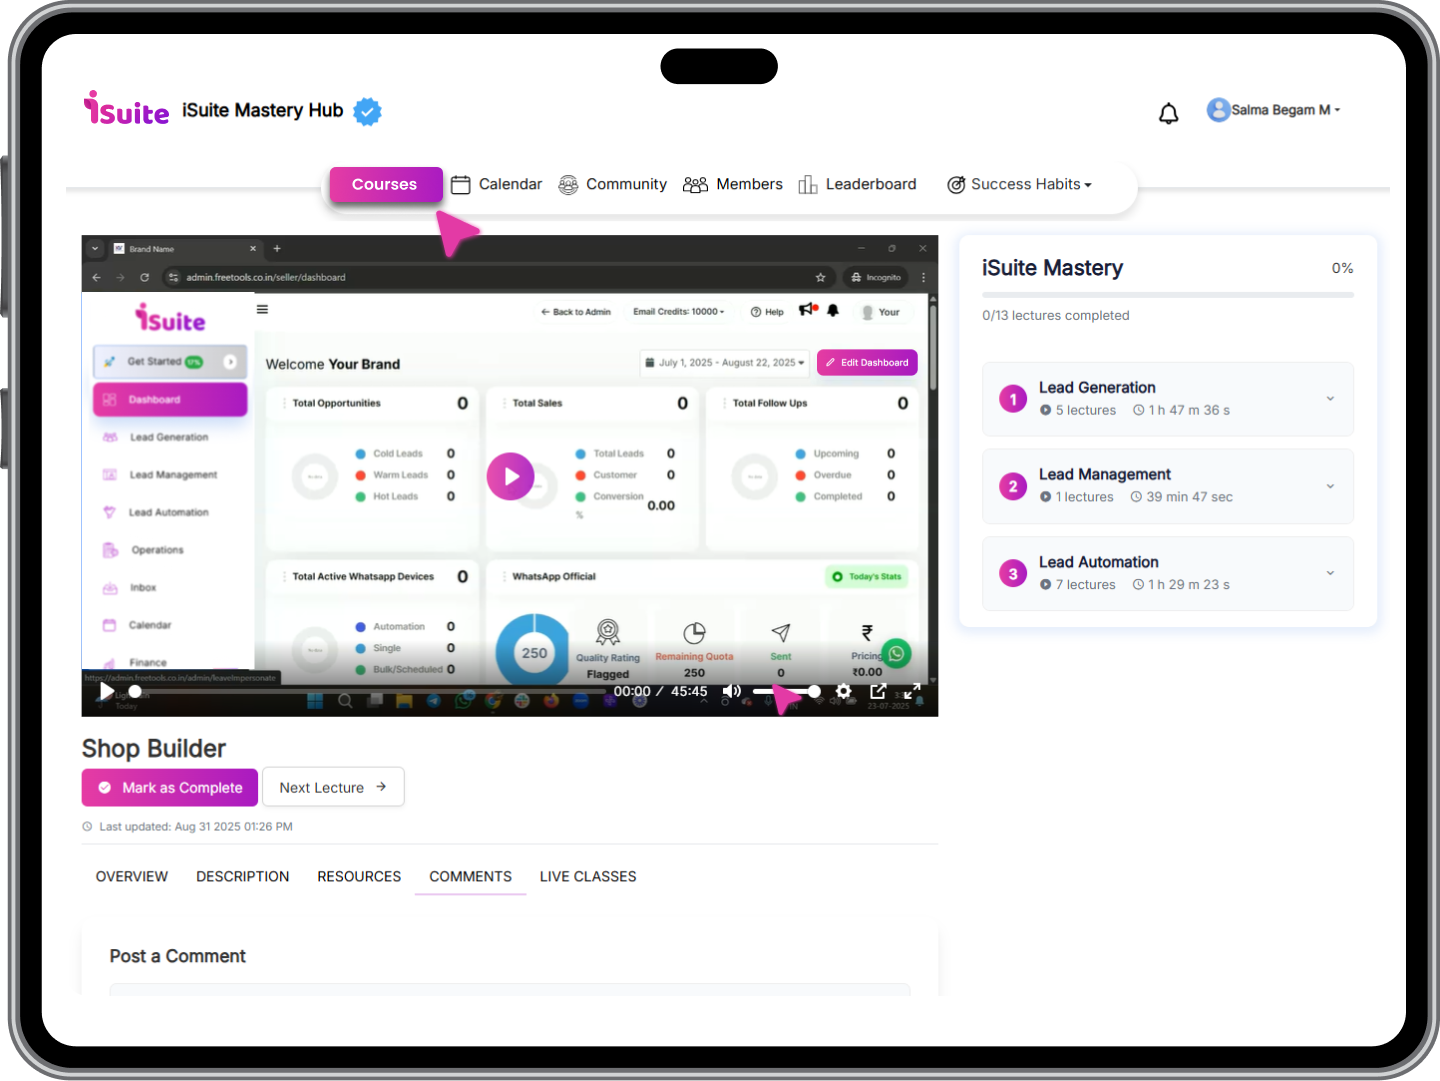 iSuite iSuite Mastery Hub
Salma Begam M
Courses Calendar Community Members Leaderboard Success Habits
Brand Name
admin.freetools.co.in/seller/dashboard
Incognito
iSuite
Back to Admin Email Credits: 10000 Help Your
Get Started 17%
Welcome Your Brand
July 1, 2025 - August 22, 2025
Edit Dashboard
Dashboard
Lead Generation
Lead Management
Lead Automation
Operations
Inbox
Calendar
Finance
Total Opportunities 0
Cold Leads 0
Warm Leads 0
Hot Leads 0
Total Sales 0
Total Leads 0
Customer 0
Conversion 0.00
%
Total Follow Ups 0
Upcoming 0
Overdue 0
Completed 0
Total Active Whatsapp Devices 0
Automation 0
Single 0
Bulk/Scheduled 0
WhatsApp Official
Today's Stats
250
Quality Rating
Flagged
Remaining Quota
250
Sent
0
Pricing
₹0.00
https://admin.freetools.co.in/admin/leaveImpersonate
00:00 / 45:45
Today
23-07-2025
iSuite Mastery 0%
0/13 lectures completed
1 Lead Generation
5 lectures 1 h 47 m 36 s
2 Lead Management
1 lectures 39 min 47 sec
3 Lead Automation
7 lectures 1 h 29 m 23 s
Shop Builder
Mark as Complete Next Lecture
Last updated: Aug 31 2025 01:26 PM
OVERVIEW DESCRIPTION RESOURCES COMMENTS LIVE CLASSES
Post a Comment